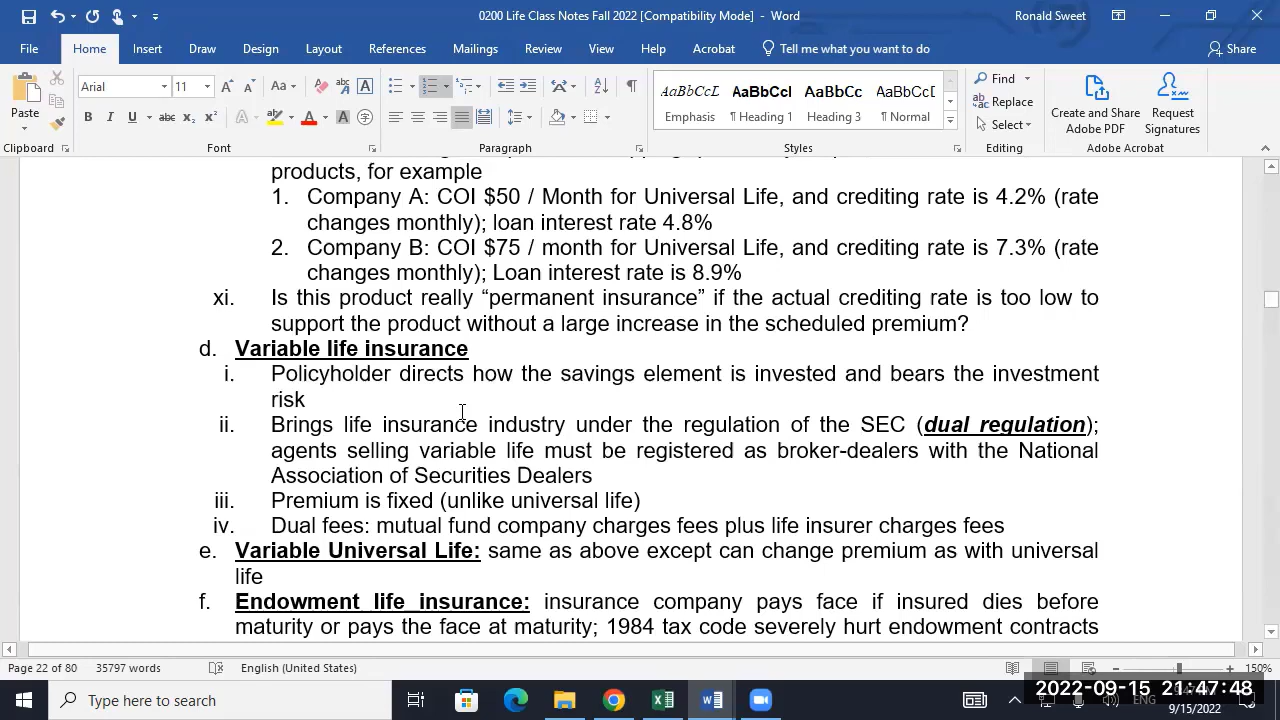 0200 Life Class Notes Fall 2022 [Compatibility Mode] - Word
Ronald Sweet
File Home Insert Draw Design Layout References Mailings Review View Help Acrobat Tell me what you want to do Share
Paste
Arial 11
Aa
B I U abc x₂ x²
AaBbCcL AaBbCcI AaBbCc AaBbCcI
Emphasis ¶ Heading 1 ¶ Heading 3 ¶ Normal
Find
Replace
Select
Create and Share Adobe PDF
Request Signatures
Clipboard Font Paragraph Styles Editing Adobe Acrobat
products, for example
1. Company A: COI $50 / Month for Universal Life, and crediting rate is 4.2% (rate
changes monthly); loan interest rate 4.8%
2. Company B: COI $75 / month for Universal Life, and crediting rate is 7.3% (rate
changes monthly); Loan interest rate is 8.9%
xi. Is this product really “permanent insurance” if the actual crediting rate is too low to
support the product without a large increase in the scheduled premium?
d. Variable life insurance
i. Policyholder directs how the savings element is invested and bears the investment
risk
ii. Brings life insurance industry under the regulation of the SEC (dual regulation);
agents selling variable life must be registered as broker-dealers with the National
Association of Securities Dealers
iii. Premium is fixed (unlike universal life)
iv. Dual fees: mutual fund company charges fees plus life insurer charges fees
e. Variable Universal Life: same as above except can change premium as with universal
life
f. Endowment life insurance: insurance company pays face if insured dies before
maturity or pays the face at maturity; 1984 tax code severely hurt endowment contracts
Page 22 of 80 35797 words English (United States) 150%
Type here to search
2022-09-15 21:47:48
ENG
9/15/2022